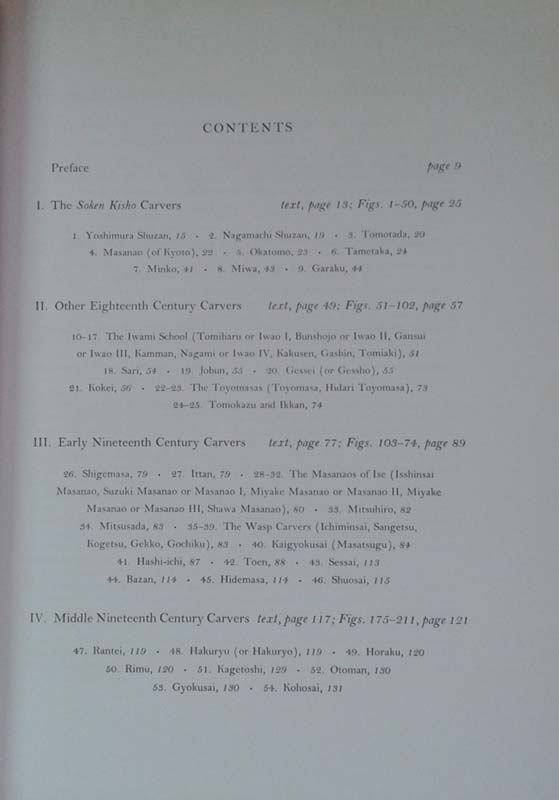 CONTENTS
Preface page 9
I. The Soken Kisho Carvers text, page 13; Figs. 1–50, page 25
1. Yoshimura Shuzan, 15 • 2. Nagamachi Shuzan, 19 • 3. Tomotada, 20
4. Masanao (of Kyoto), 22 • 5. Okatomo, 23 • 6. Tametaka, 24
7. Minko, 41 • 8. Miwa, 43 • 9. Garaku, 44
II. Other Eighteenth Century Carvers text, page 49; Figs. 51–102, page 57
10–17. The Iwami School (Tomiharu or Iwao I, Bunshojo or Iwao II, Gansui
or Iwao III, Kamman, Nagami or Iwao IV, Kakusen, Gashin, Tomiaki), 51
18. Sari, 54 • 19. Jobun, 55 • 20. Gessei (or Gessho), 55
21. Kokei, 56 • 22–23. The Toyomasas (Toyomasa, Hidari Toyomasa), 73
24–25. Tomokazu and Ikkan, 74
III. Early Nineteenth Century Carvers text, page 77; Figs. 103–74, page 89
26. Shigemasa, 79 • 27. Ittan, 79 • 28–32. The Masanaos of Ise (Isshinsai
Masanao, Suzuki Masanao or Masanao I, Miyake Masanao or Masanao II, Miyake
Masanao or Masanao III, Shawa Masanao), 80 • 33. Mitsuhiro, 82
34. Mitsusada, 83 • 35–39. The Wasp Carvers (Ichiminsai, Sangetsu,
Kogetsu, Gekko, Gochiku), 83 • 40. Kaigyokusai (Masatsugu), 84
41. Hashi-ichi, 87 • 42. Toen, 88 • 43. Sessai, 113
44. Bazan, 114 • 45. Hidemasa, 114 • 46. Shuosai, 115
IV. Middle Nineteenth Century Carvers text, page 117; Figs. 175–211, page 121
47. Rantei, 119 • 48. Hakuryu (or Hakuryo), 119 • 49. Horaku, 120
50. Rimu, 120 • 51. Kagetoshi, 129 • 52. Otoman, 130
53. Gyokusai, 130 • 54. Kohosai, 131